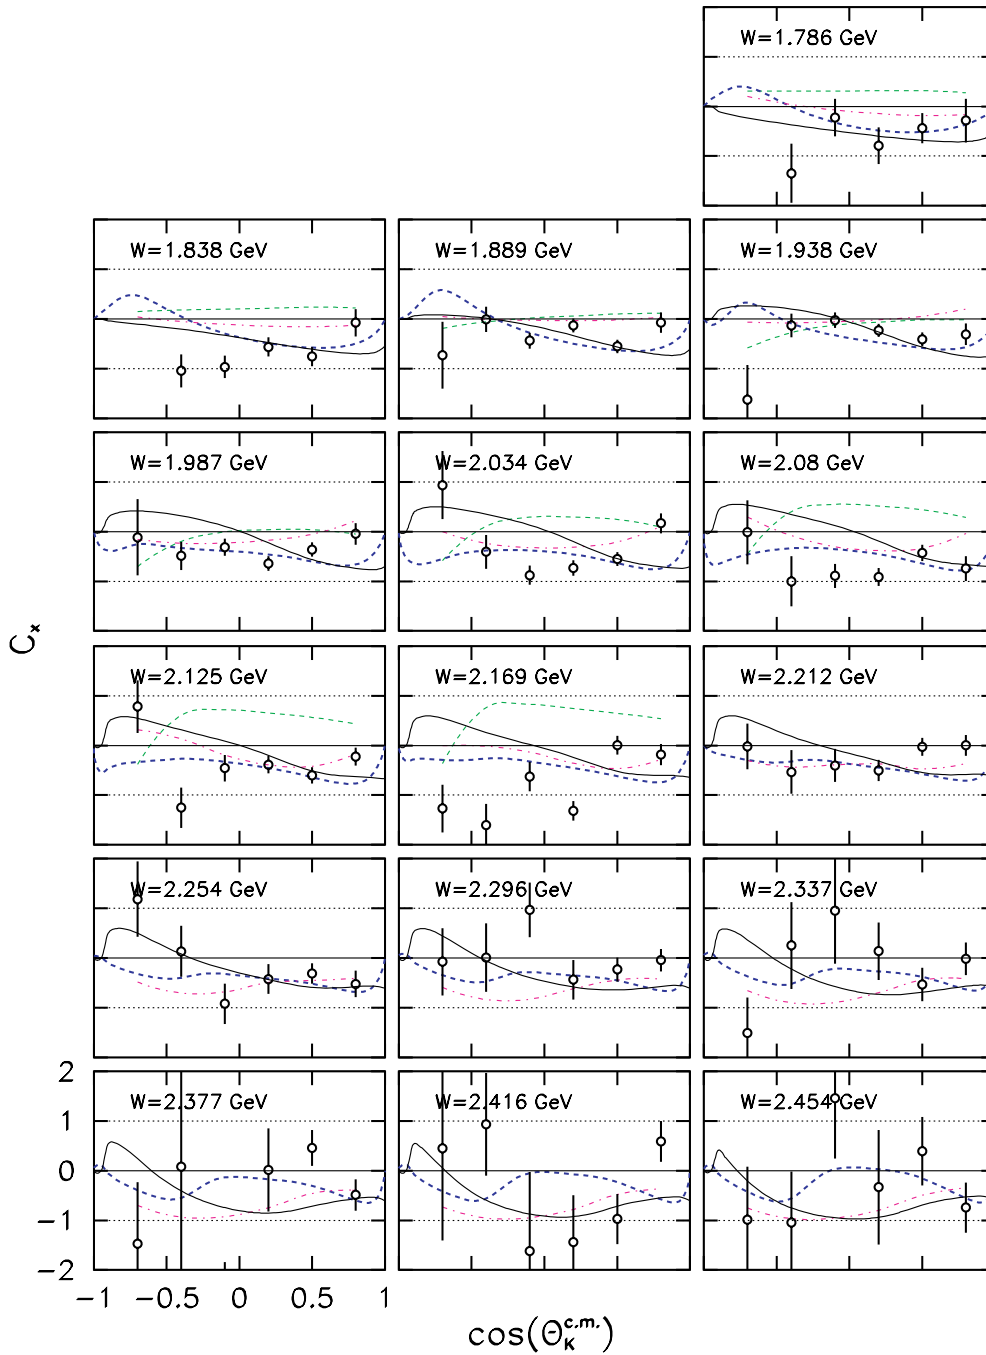 W=1.786 GeV
W=1.838 GeV
W=1.889 GeV
W=1.938 GeV
W=1.987 GeV
W=2.034 GeV
W=2.08 GeV
C_x
W=2.125 GeV
W=2.169 GeV
W=2.212 GeV
W=2.254 GeV
W=2.296 GeV
W=2.337 GeV
W=2.377 GeV
W=2.416 GeV
W=2.454 GeV
2
1
0
−1
−2
−1 −0.5 0 0.5 1
cos(Θ_K^{c.m.})